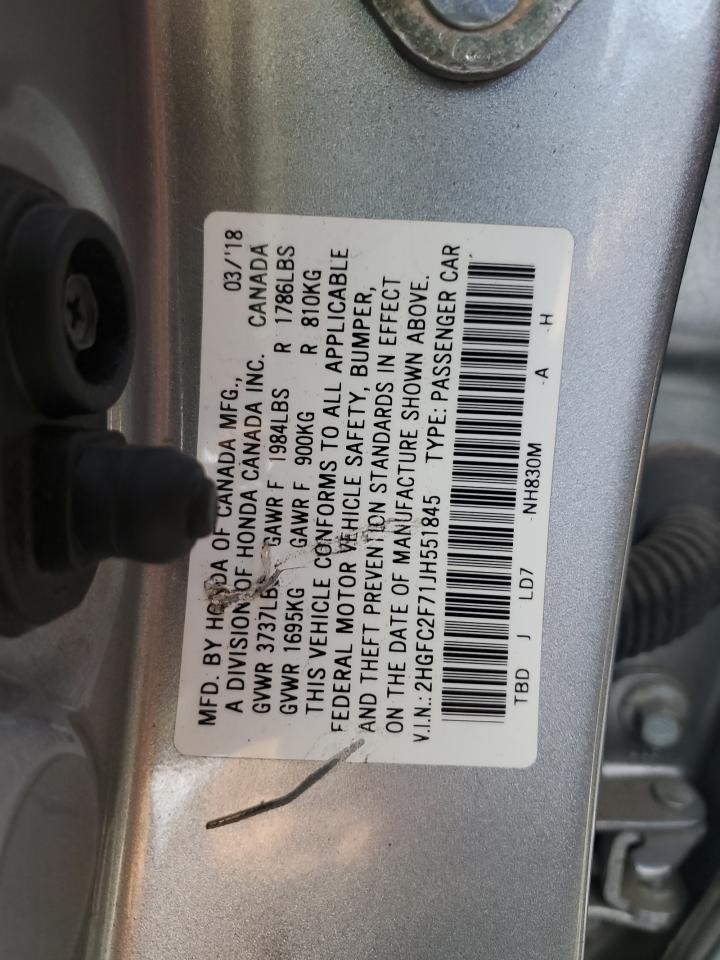 MFD. BY HONDA OF CANADA MFG., 03/'18
A DIVISION OF HONDA CANADA INC. CANADA
GVWR 3737LBS GAWR F 1984LBS R 1786LBS
GVWR 1695KG GAWR F 900KG R 810KG
THIS VEHICLE CONFORMS TO ALL APPLICABLE
FEDERAL MOTOR VEHICLE SAFETY, BUMPER,
AND THEFT PREVENTION STANDARDS IN EFFECT
ON THE DATE OF MANUFACTURE SHOWN ABOVE.
V.I.N.: 2HGFC2F71JH551845 TYPE: PASSENGER CAR
TBD J LD7 -NH830M -A -H